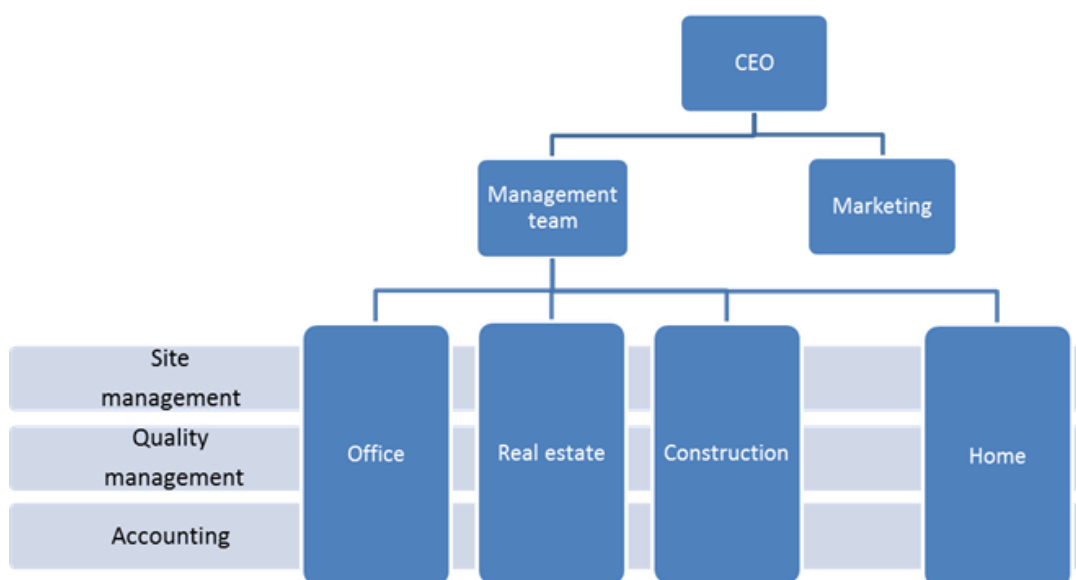 CEO
Management
team
Marketing
Site
management
Quality
management
Accounting
Office
Real estate
Construction
Home